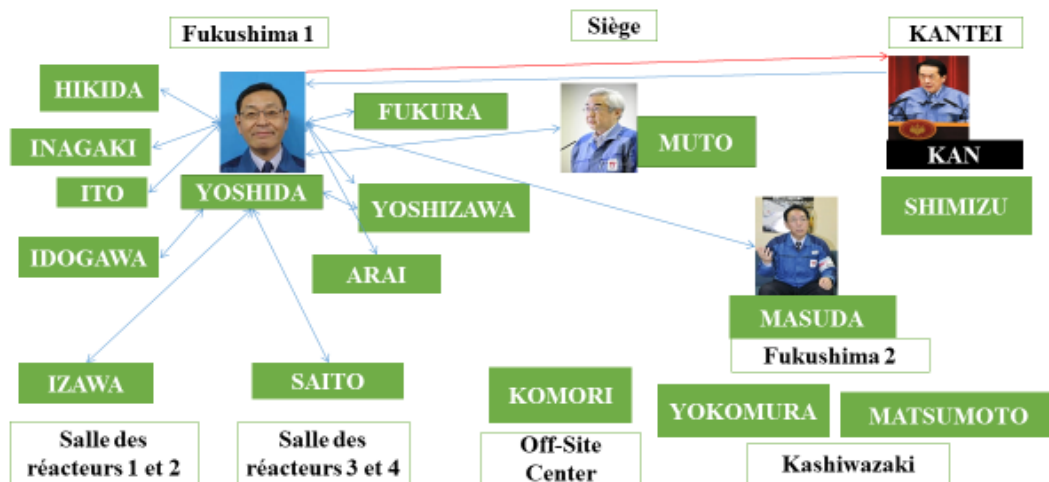 Fukushima 1
Siège
KANTEI
HIKIDA
FUKURA
INAGAKI
MUTO
KAN
ITO
YOSHIDA
YOSHIZAWA
SHIMIZU
IDOGAWA
ARAI
MASUDA
Fukushima 2
IZAWA
SAITO
KOMORI
YOKOMURA
MATSUMOTO
Salle des
réacteurs 1 et 2
Salle des
réacteurs 3 et 4
Off-Site
Center
Kashiwazaki